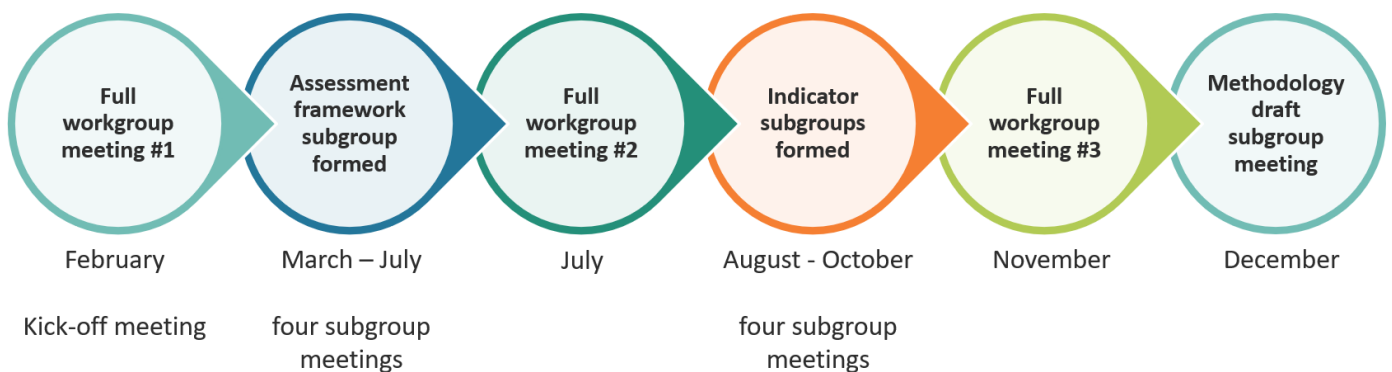 Full
workgroup
meeting #1
Assessment
framework
subgroup
formed
Full
workgroup
meeting #2
Indicator
subgroups
formed
Full
workgroup
meeting #3
Methodology
draft
subgroup
meeting
February
March – July
July
August - October
November
December
Kick-off meeting
four subgroup
meetings
four subgroup
meetings